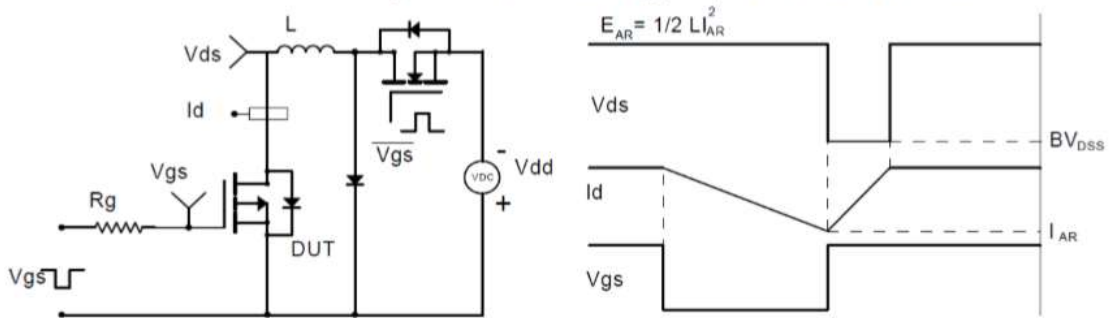 L
Vds
Id
Vgs
Vgs
- Vdd
VDC
+
Rg
DUT
Vgs
E_AR = 1/2 LI_AR^2
Vds
BV_DSS
Id
I_AR
Vgs